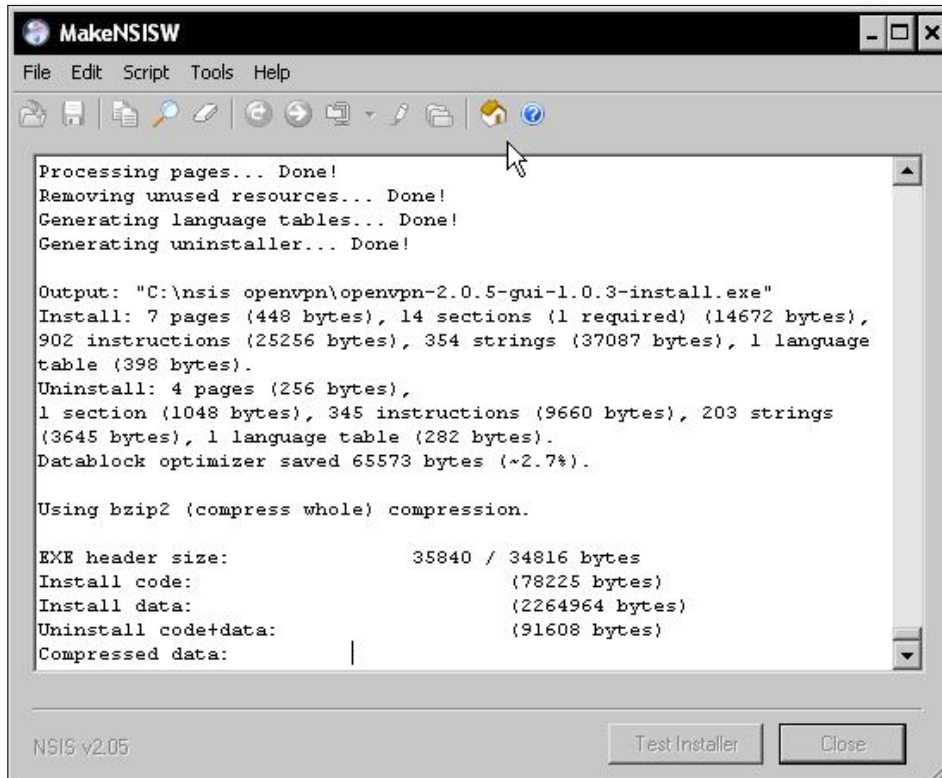 MakeNSISW
File Edit Script Tools Help
Processing pages... Done!
Removing unused resources... Done!
Generating language tables... Done!
Generating uninstaller... Done!
Output: "C:\nsis openvpn\openvpn-2.0.5-gui-1.0.3-install.exe"
Install: 7 pages (448 bytes), 14 sections (1 required) (14672 bytes),
902 instructions (25256 bytes), 354 strings (37087 bytes), 1 language
table (398 bytes).
Uninstall: 4 pages (256 bytes),
1 section (1048 bytes), 345 instructions (9660 bytes), 203 strings
(3645 bytes), 1 language table (282 bytes).
Datablock optimizer saved 65573 bytes (~2.7%).
Using bzip2 (compress whole) compression.
EXE header size: 35840 / 34816 bytes
Install code: (78225 bytes)
Install data: (2264964 bytes)
Uninstall code+data: (91608 bytes)
Compressed data:
NSIS v2.05
Test Installer
Close